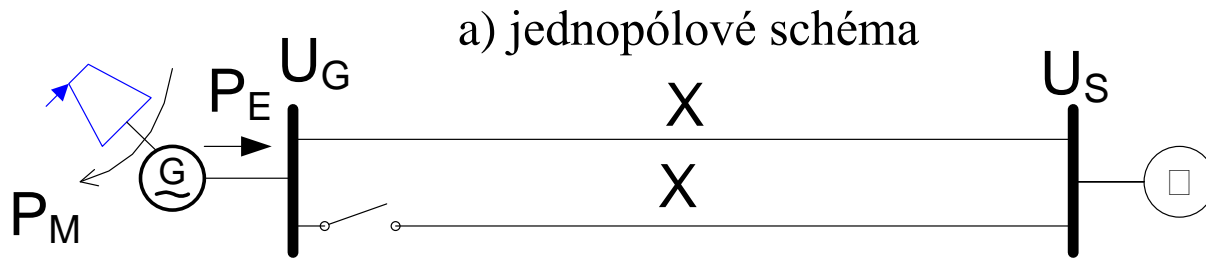 a) jednopólové schéma
U_G
U_S
P_E
X
G
X
P_M